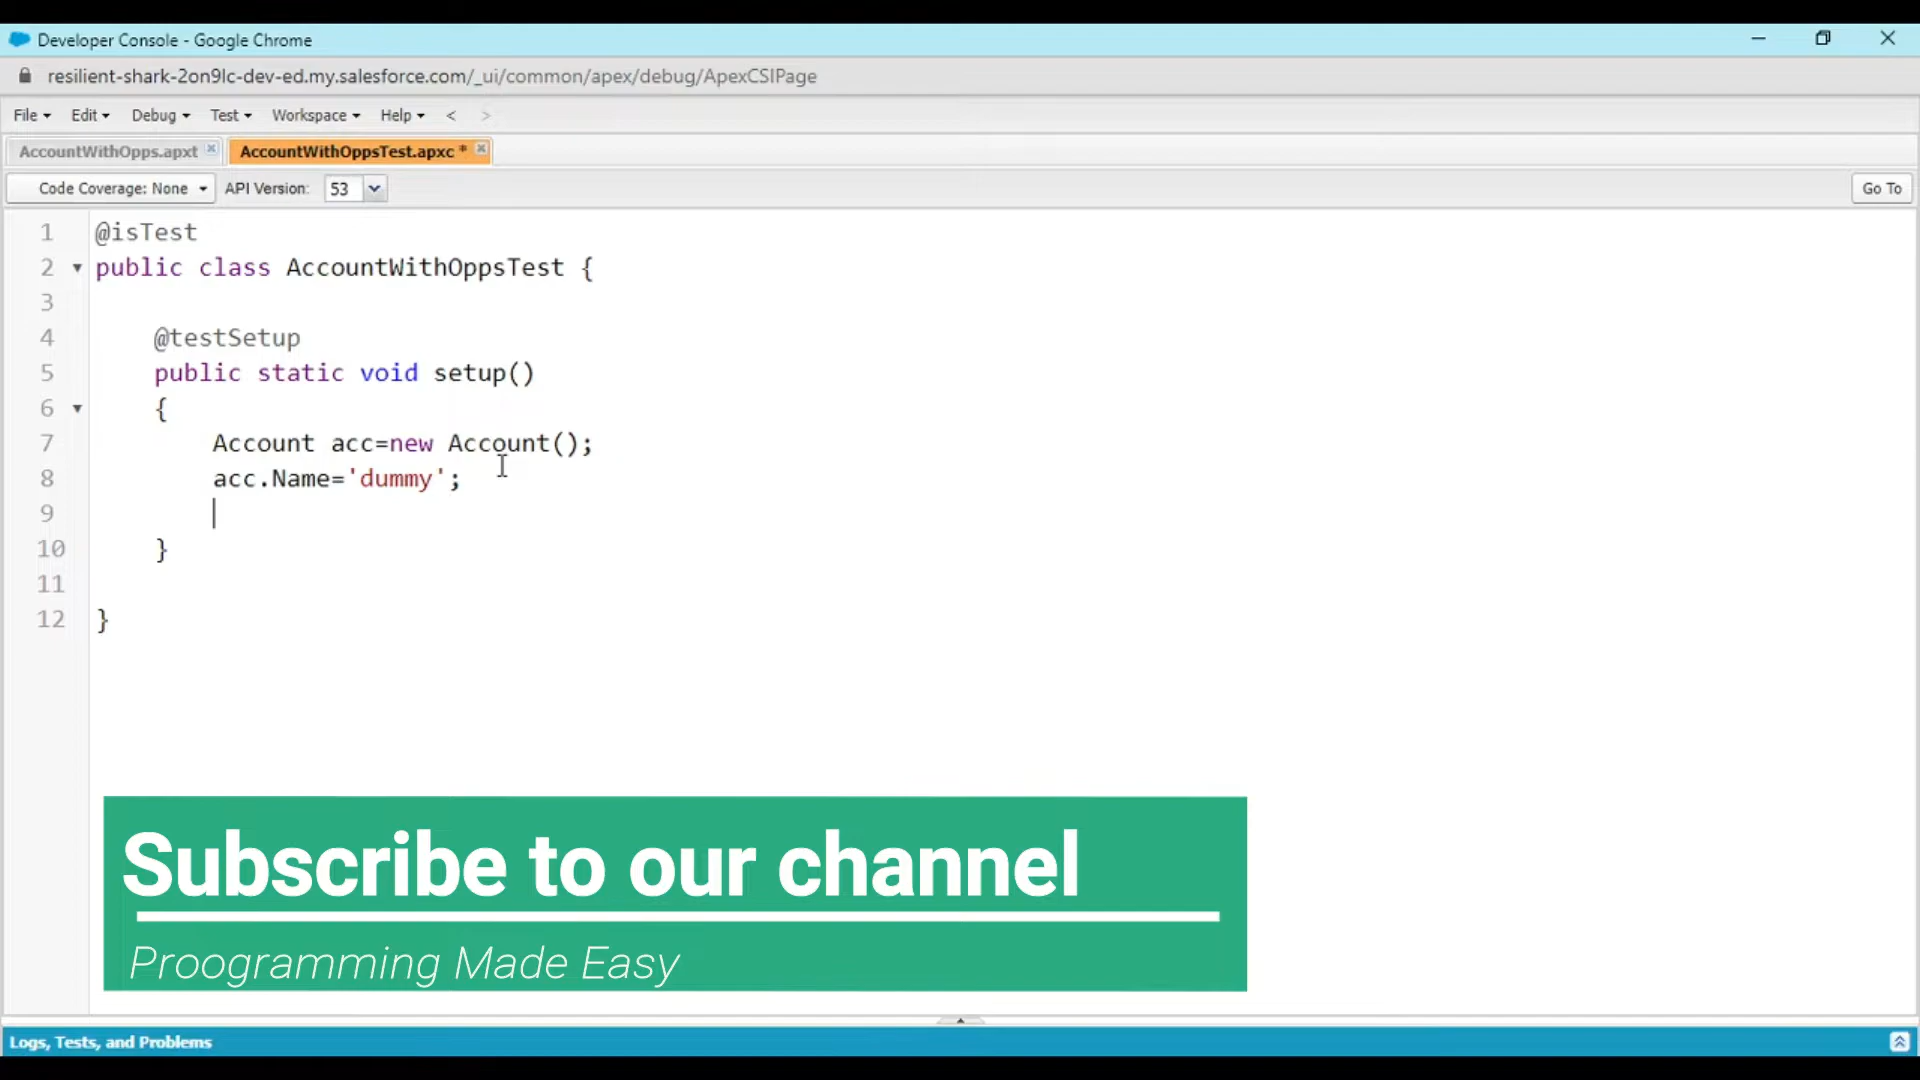 Developer Console - Google Chrome
resilient-shark-2on9lc-dev-ed.my.salesforce.com/_ui/common/apex/debug/ApexCSIPage
File Edit Debug Test Workspace Help < >
AccountWithOpps.apxt AccountWithOppsTest.apxc *
Code Coverage: None API Version: 53 Go To
1 @isTest
2 public class AccountWithOppsTest {
3
4 @testSetup
5 public static void setup()
6 {
7 Account acc=new Account();
8 acc.Name='dummy';
9
10 }
11
12 }
Subscribe to our channel
Proogramming Made Easy
Logs, Tests, and Problems